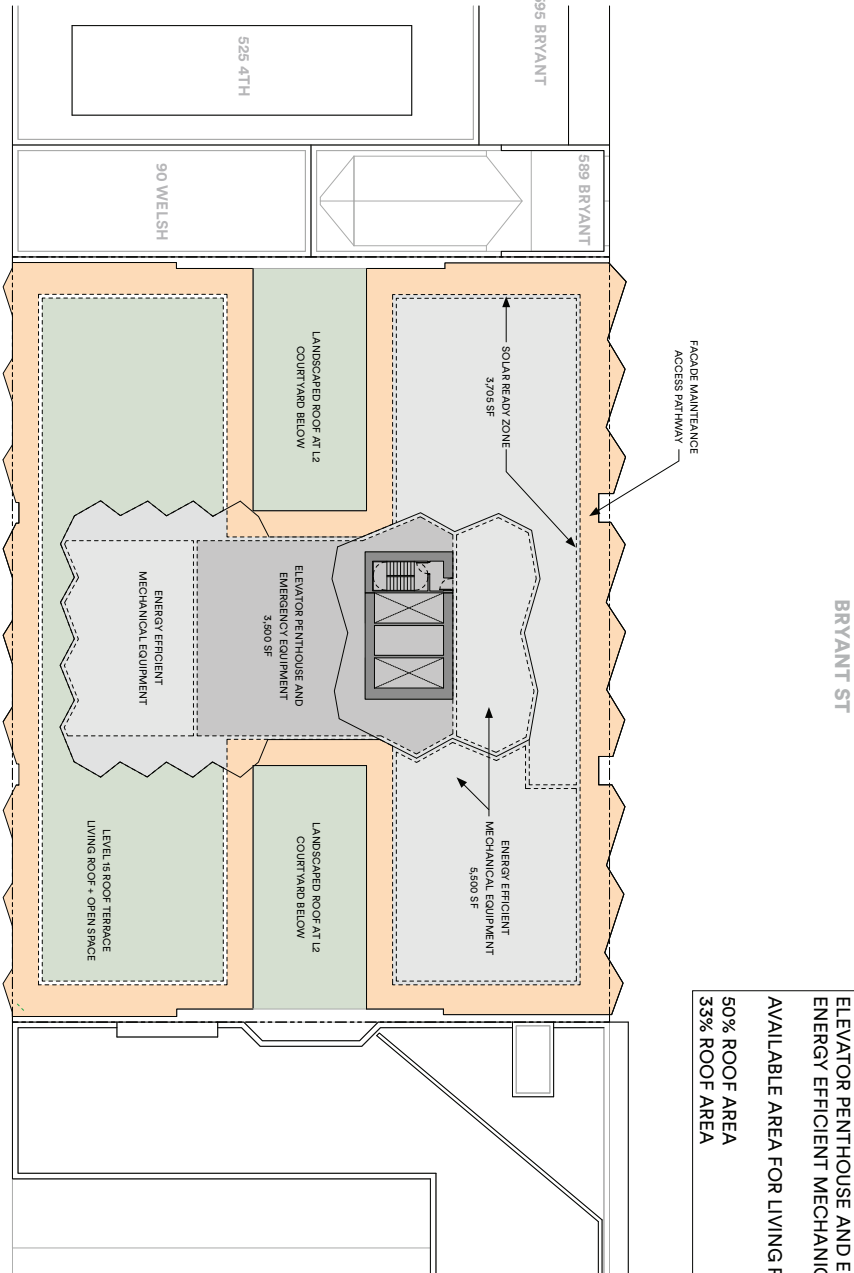 BRYANT ST
FACADE MAINTEANCE
ACCESS PATHWAY
595 BRYANT
589 BRYANT
525 4TH
90 WELSH
SOLAR READY ZONE
3,705 SF
LANDSCAPED ROOF AT L2
COURTYARD BELOW
ELEVATOR PENTHOUSE AND
EMERGENCY EQUIPMENT
3,500 SF
ENERGY EFFICIENT
MECHANICAL EQUIPMENT
ENERGY EFFICIENT
MECHANICAL EQUIPMENT
5,500 SF
LANDSCAPED ROOF AT L2
COURTYARD BELOW
LEVEL 15 ROOF TERRACE
LIVING ROOF + OPEN SPACE
ELEVATOR PENTHOUSE AND
ENERGY EFFICIENT
AVAILABLE AREA FOR LIVING
50% ROOF AREA
33% ROOF AREA